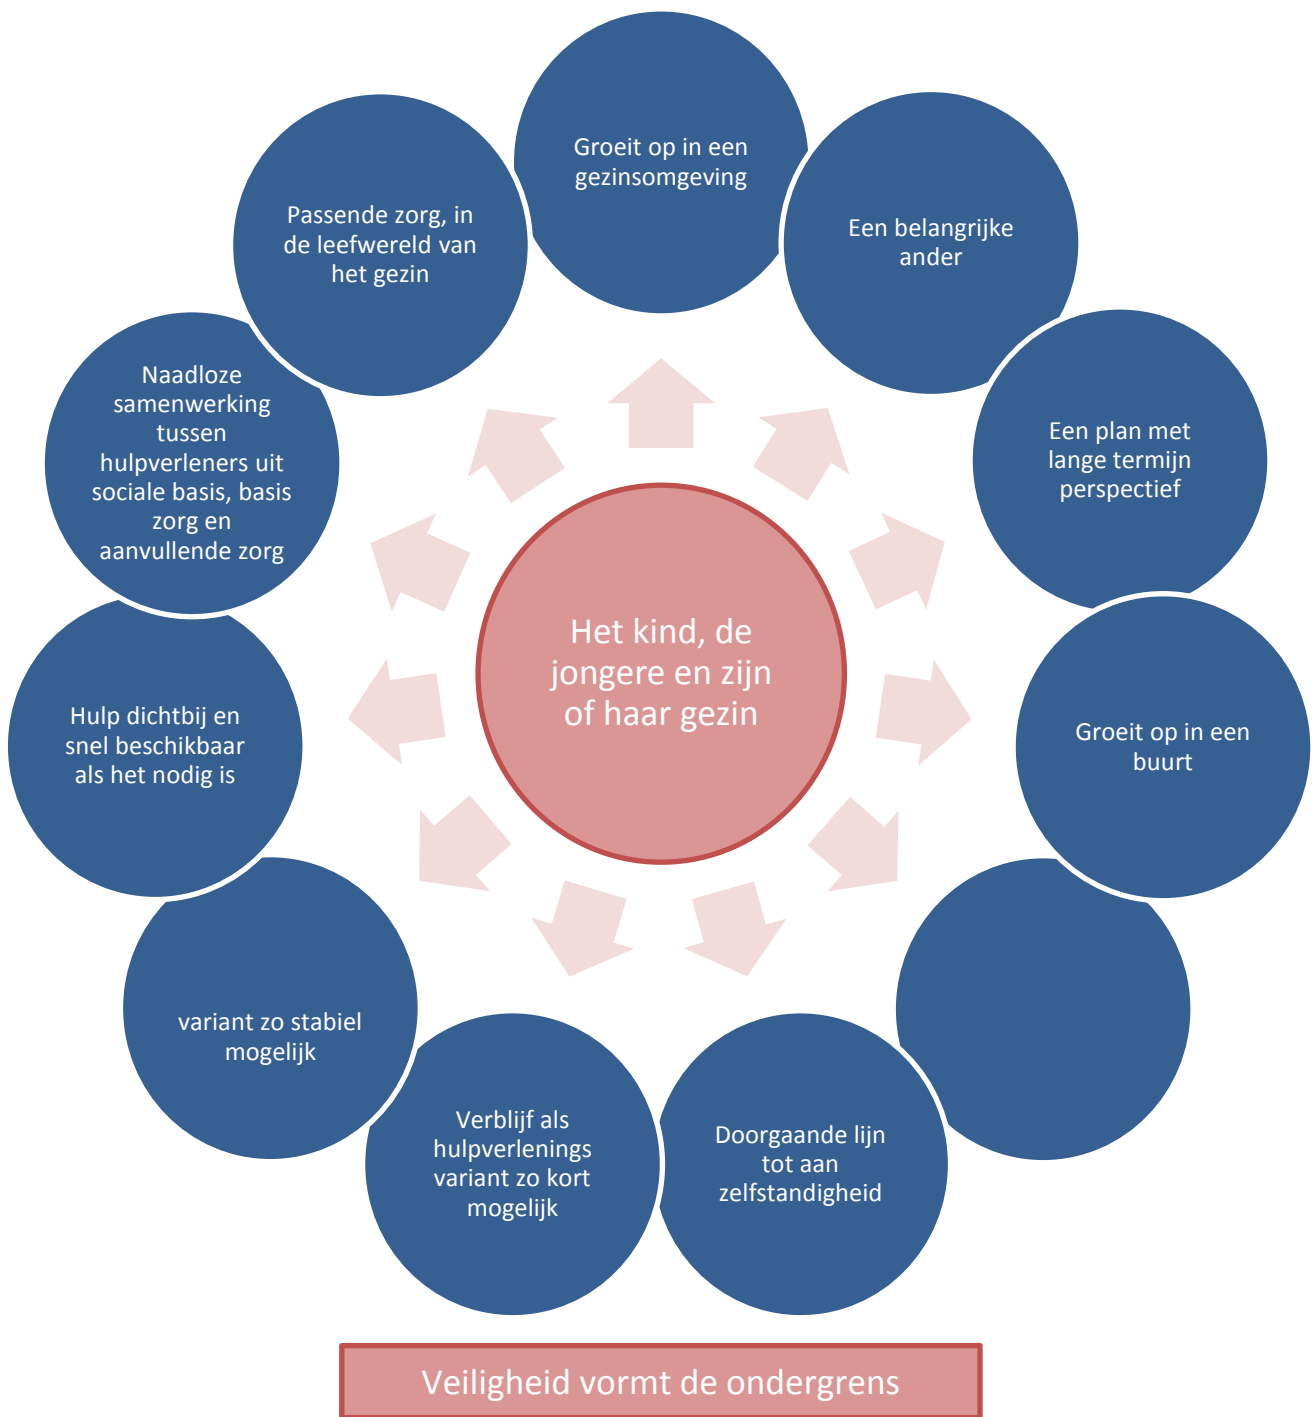 Groeit op in een
gezinsomgeving
Een belangrijke
ander
Een plan met
lange termijn
perspectief
Groeit op in een
buurt
Doorgaande lijn
tot aan
zelfstandigheid
Verblijf als
hulpverlenings
variant zo kort
mogelijk
variant zo stabiel
mogelijk
Hulp dichtbij en
snel beschikbaar
als het nodig is
Naadloze
samenwerking
tussen
hulpverleners uit
sociale basis, basis
zorg en
aanvullende zorg
Passende zorg, in
de leefwereld van
het gezin
Het kind, de
jongere en zijn
of haar gezin
Veiligheid vormt de ondergrens